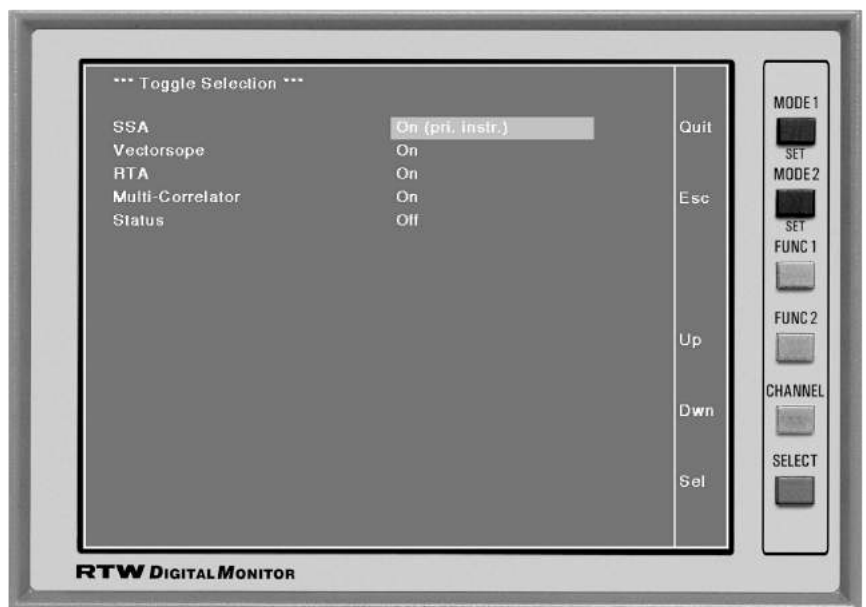 *** Toggle Selection ***
SSA On (pri. instr.)
Vectorsope On
RTA On
Multi-Correlator On
Status Off
Quit
Esc
Up
Dwn
Sel
MODE 1
SET
MODE 2
SET
FUNC 1
FUNC 2
CHANNEL
SELECT
RTW DIGITAL MONITOR